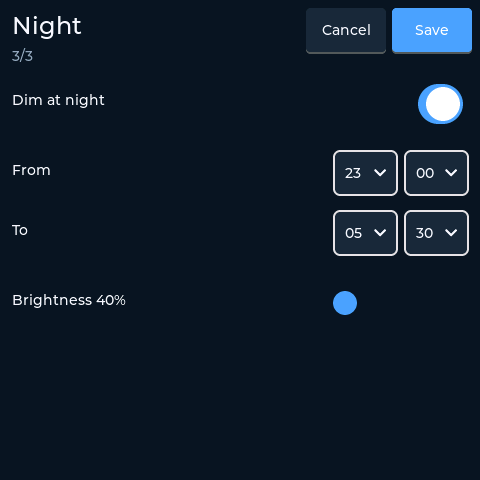 Night
Cancel
Save
3/3
Dim at night
From
23
00
To
05
30
Brightness 40%